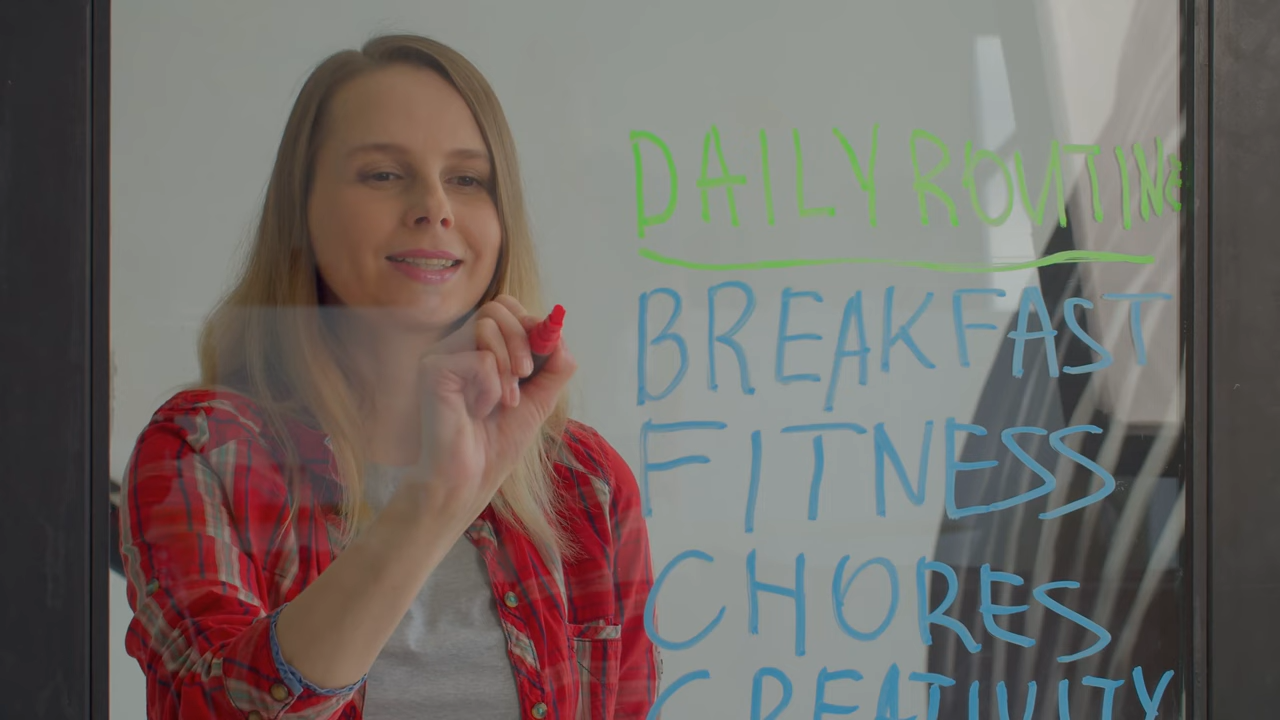 DAILY ROUTINE
BREAKFAST
FITNESS
CHORES
CREATIVITY